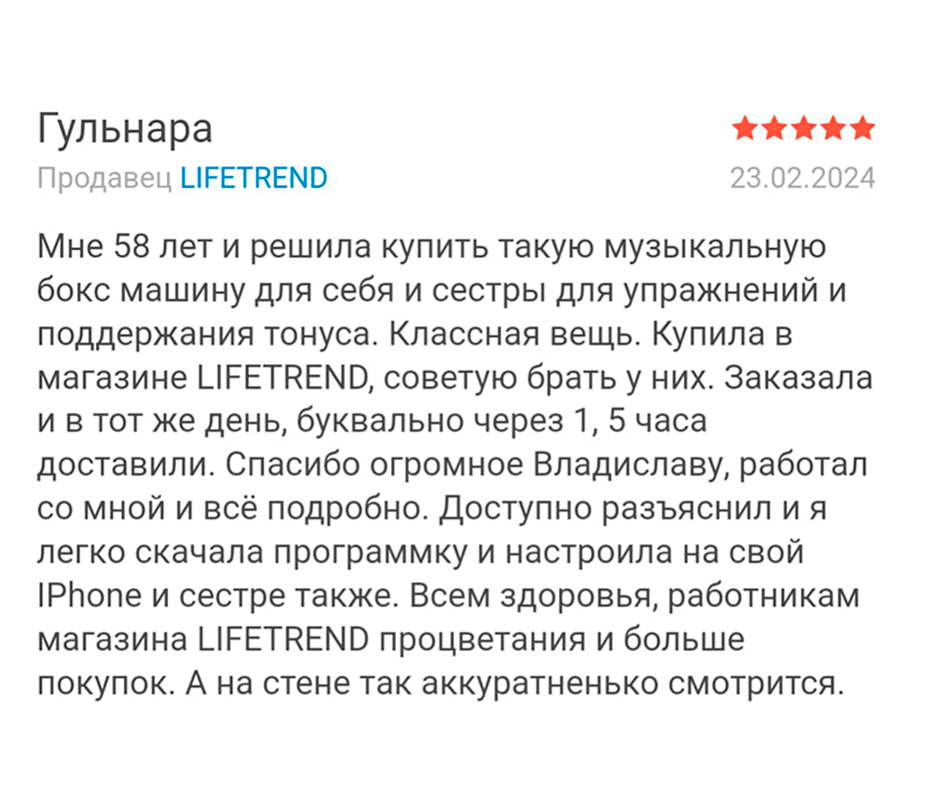 Гульнара
Продавец LIFETREND
23.02.2024
Мне 58 лет и решила купить такую музыкальную
бокс машину для себя и сестры для упражнений и
поддержания тонуса. Классная вещь. Купила в
магазине LIFETREND, советую брать у них. Заказала
и в тот же день, буквально через 1, 5 часа
доставили. Спасибо огромное Владиславу, работал
со мной и всё подробно. Доступно разъяснил и я
легко скачала программку и настроила на свой
IPhone и сестре также. Всем здоровья, работникам
магазина LIFETREND процветания и больше
покупок. А на стене так аккуратненько смотрится.